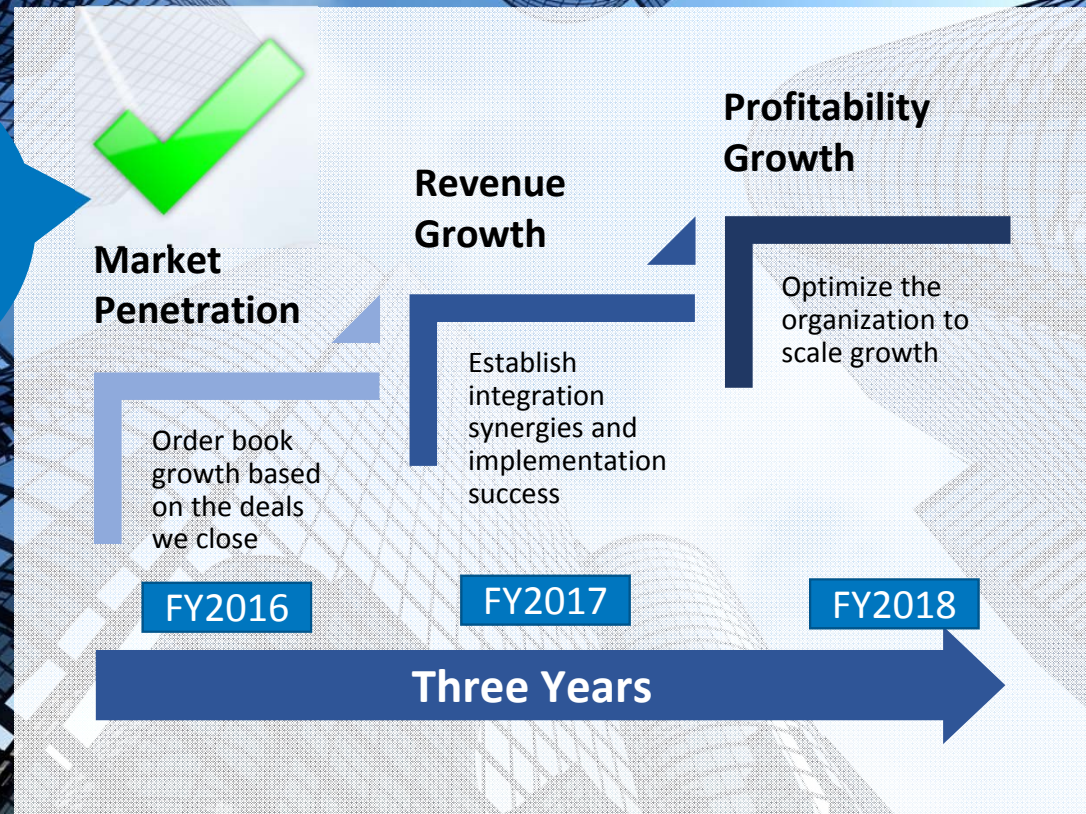 Market
Penetration
Order book
growth based
on the deals
we close
FY2016
Revenue
Growth
Establish
integration
synergies and
implementation
success
FY2017
Profitability
Growth
Optimize the
organization to
scale growth
FY2018
Three Years